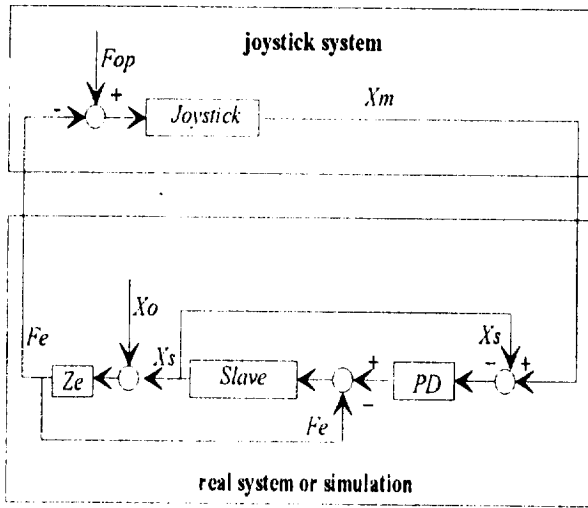 joystick system
Fop
- +
Joystick
Xm
Fe
Xo
Xs
Xs
- +
Ze
Slave
+
-
PD
Fe
real system or simulation